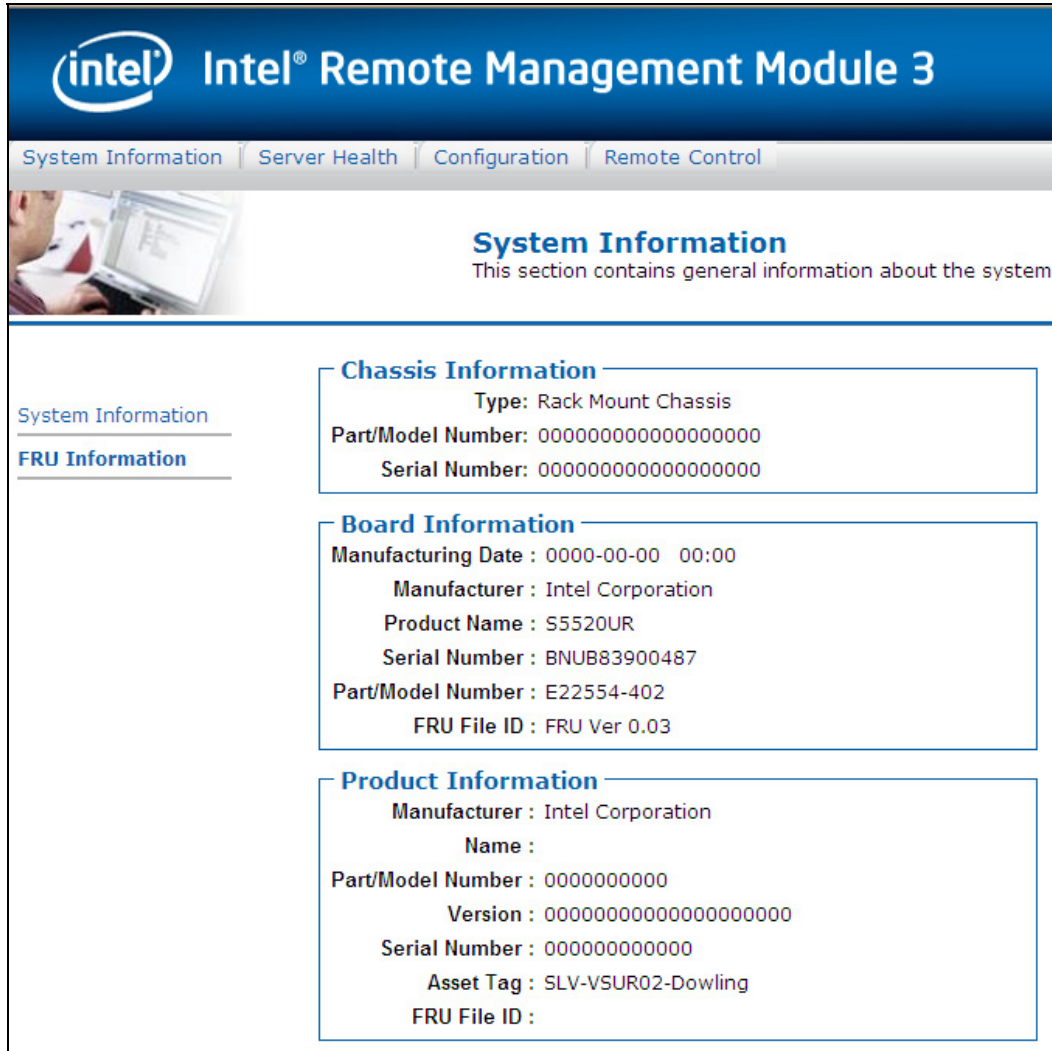 intel Intel® Remote Management Module 3
System Information Server Health Configuration Remote Control
System Information
This section contains general information about the system
System Information
FRU Information
Chassis Information
Type: Rack Mount Chassis
Part/Model Number: 000000000000000000
Serial Number: 000000000000000000
Board Information
Manufacturing Date : 0000-00-00 00:00
Manufacturer : Intel Corporation
Product Name : S5520UR
Serial Number : BNUB83900487
Part/Model Number : E22554-402
FRU File ID : FRU Ver 0.03
Product Information
Manufacturer : Intel Corporation
Name :
Part/Model Number : 0000000000
Version : 00000000000000000000
Serial Number : 000000000000
Asset Tag : SLV-VSUR02-Dowling
FRU File ID :